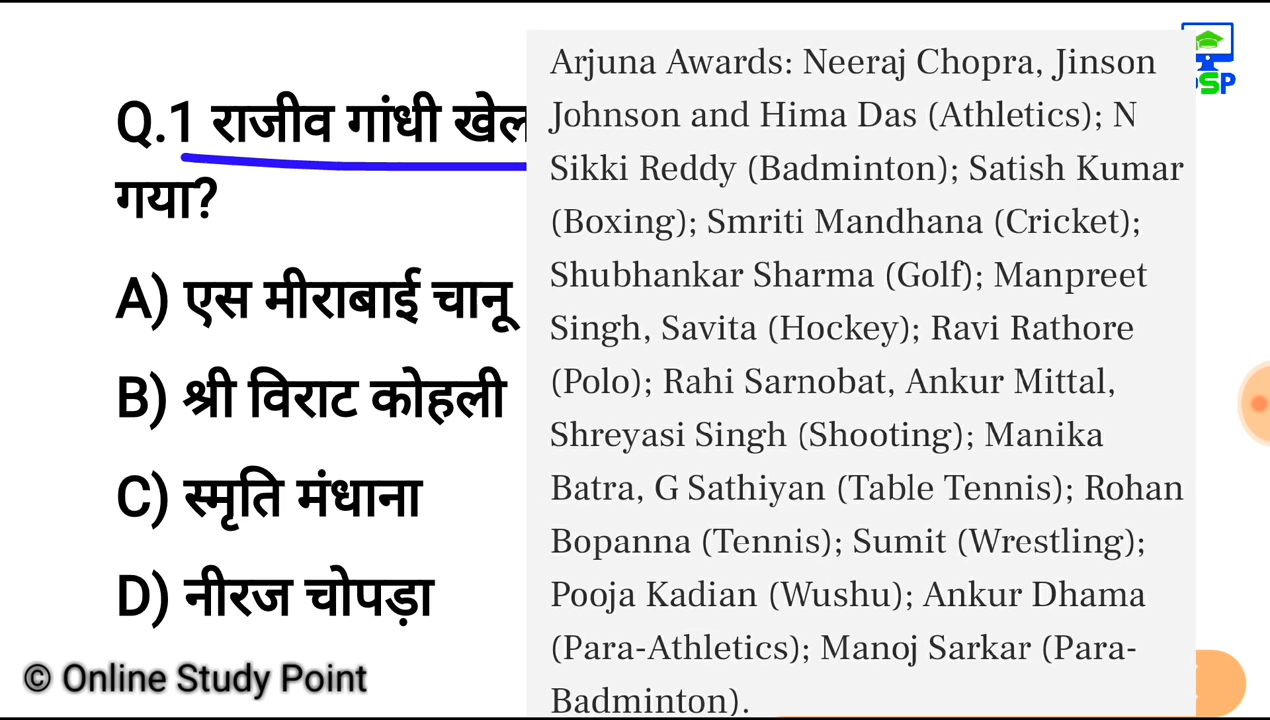 Q.1 राजीव गांधी खेल
गया?
A) एस मीराबाई चानू
B) श्री विराट कोहली
C) स्मृति मंधाना
D) नीरज चोपड़ा
© Online Study Point
Arjuna Awards: Neeraj Chopra, Jinson
Johnson and Hima Das (Athletics); N
Sikki Reddy (Badminton); Satish Kumar
(Boxing); Smriti Mandhana (Cricket);
Shubhankar Sharma (Golf); Manpreet
Singh, Savita (Hockey); Ravi Rathore
(Polo); Rahi Sarnobat, Ankur Mittal,
Shreyasi Singh (Shooting); Manika
Batra, G Sathiyan (Table Tennis); Rohan
Bopanna (Tennis); Sumit (Wrestling);
Pooja Kadian (Wushu); Ankur Dhama
(Para-Athletics); Manoj Sarkar (Para-
Badminton).
SP